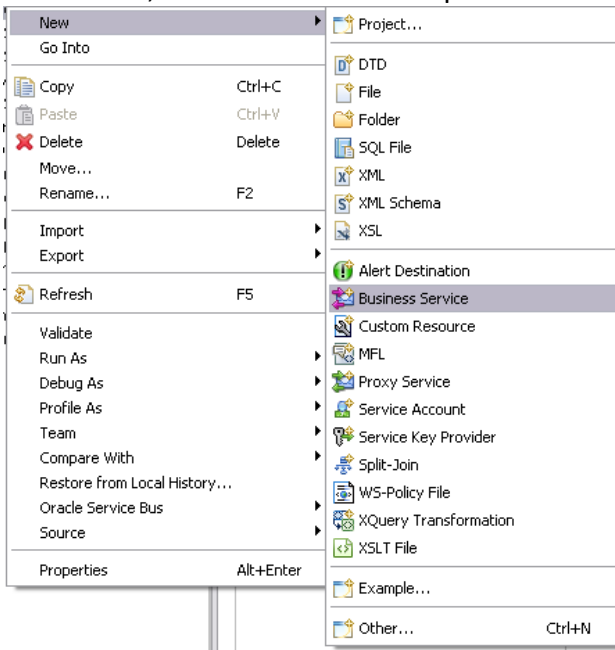 New
Go Into
Copy Ctrl+C
Paste Ctrl+V
Delete Delete
Move...
Rename... F2
Import
Export
Refresh F5
Validate
Run As
Debug As
Profile As
Team
Compare With
Restore from Local History...
Oracle Service Bus
Source
Properties Alt+Enter
Project...
DTD
File
Folder
SQL File
XML
XML Schema
XSL
Alert Destination
Business Service
Custom Resource
MFL
Proxy Service
Service Account
Service Key Provider
Split-Join
WS-Policy File
XQuery Transformation
XSLT File
Example...
Other... Ctrl+N